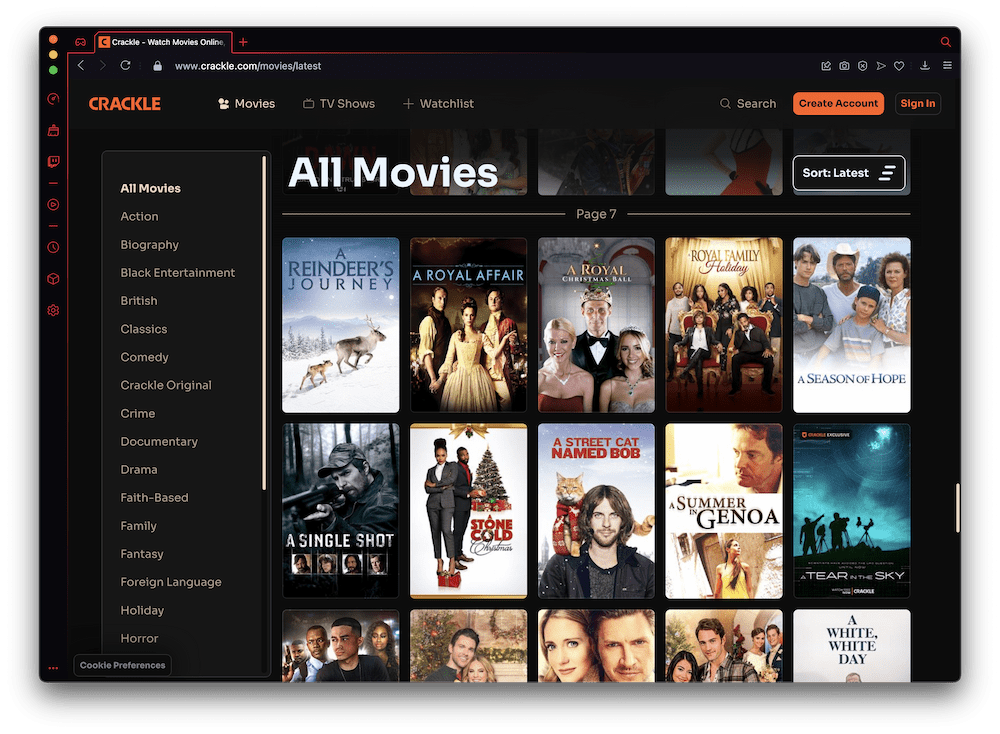 Crackle - Watch Movies Online,
www.crackle.com/movies/latest
CRACKLE
Movies
TV Shows
Watchlist
Search
Create Account
Sign In
All Movies
Sort: Latest
Page 7
All Movies
Action
Biography
Black Entertainment
British
Classics
Comedy
Crackle Original
Crime
Documentary
Drama
Faith-Based
Family
Fantasy
Foreign Language
Holiday
Horror
Cookie Preferences
A
REINDEER'S
JOURNEY
A ROYAL AFFAIR
A ROYAL
CHRISTMAS BALL
ROYAL FAMILY
Holiday
A SEASON OF HOPE
A SINGLE SHOT
A
STONE
COLD
Christmas
A STREET CAT
NAMED BOB
A SUMMER
IN GENOA
CRACKLE EXCLUSIVE
A TEAR IN THE SKY
CRACKLE
A
WHITE,
WHITE
DAY